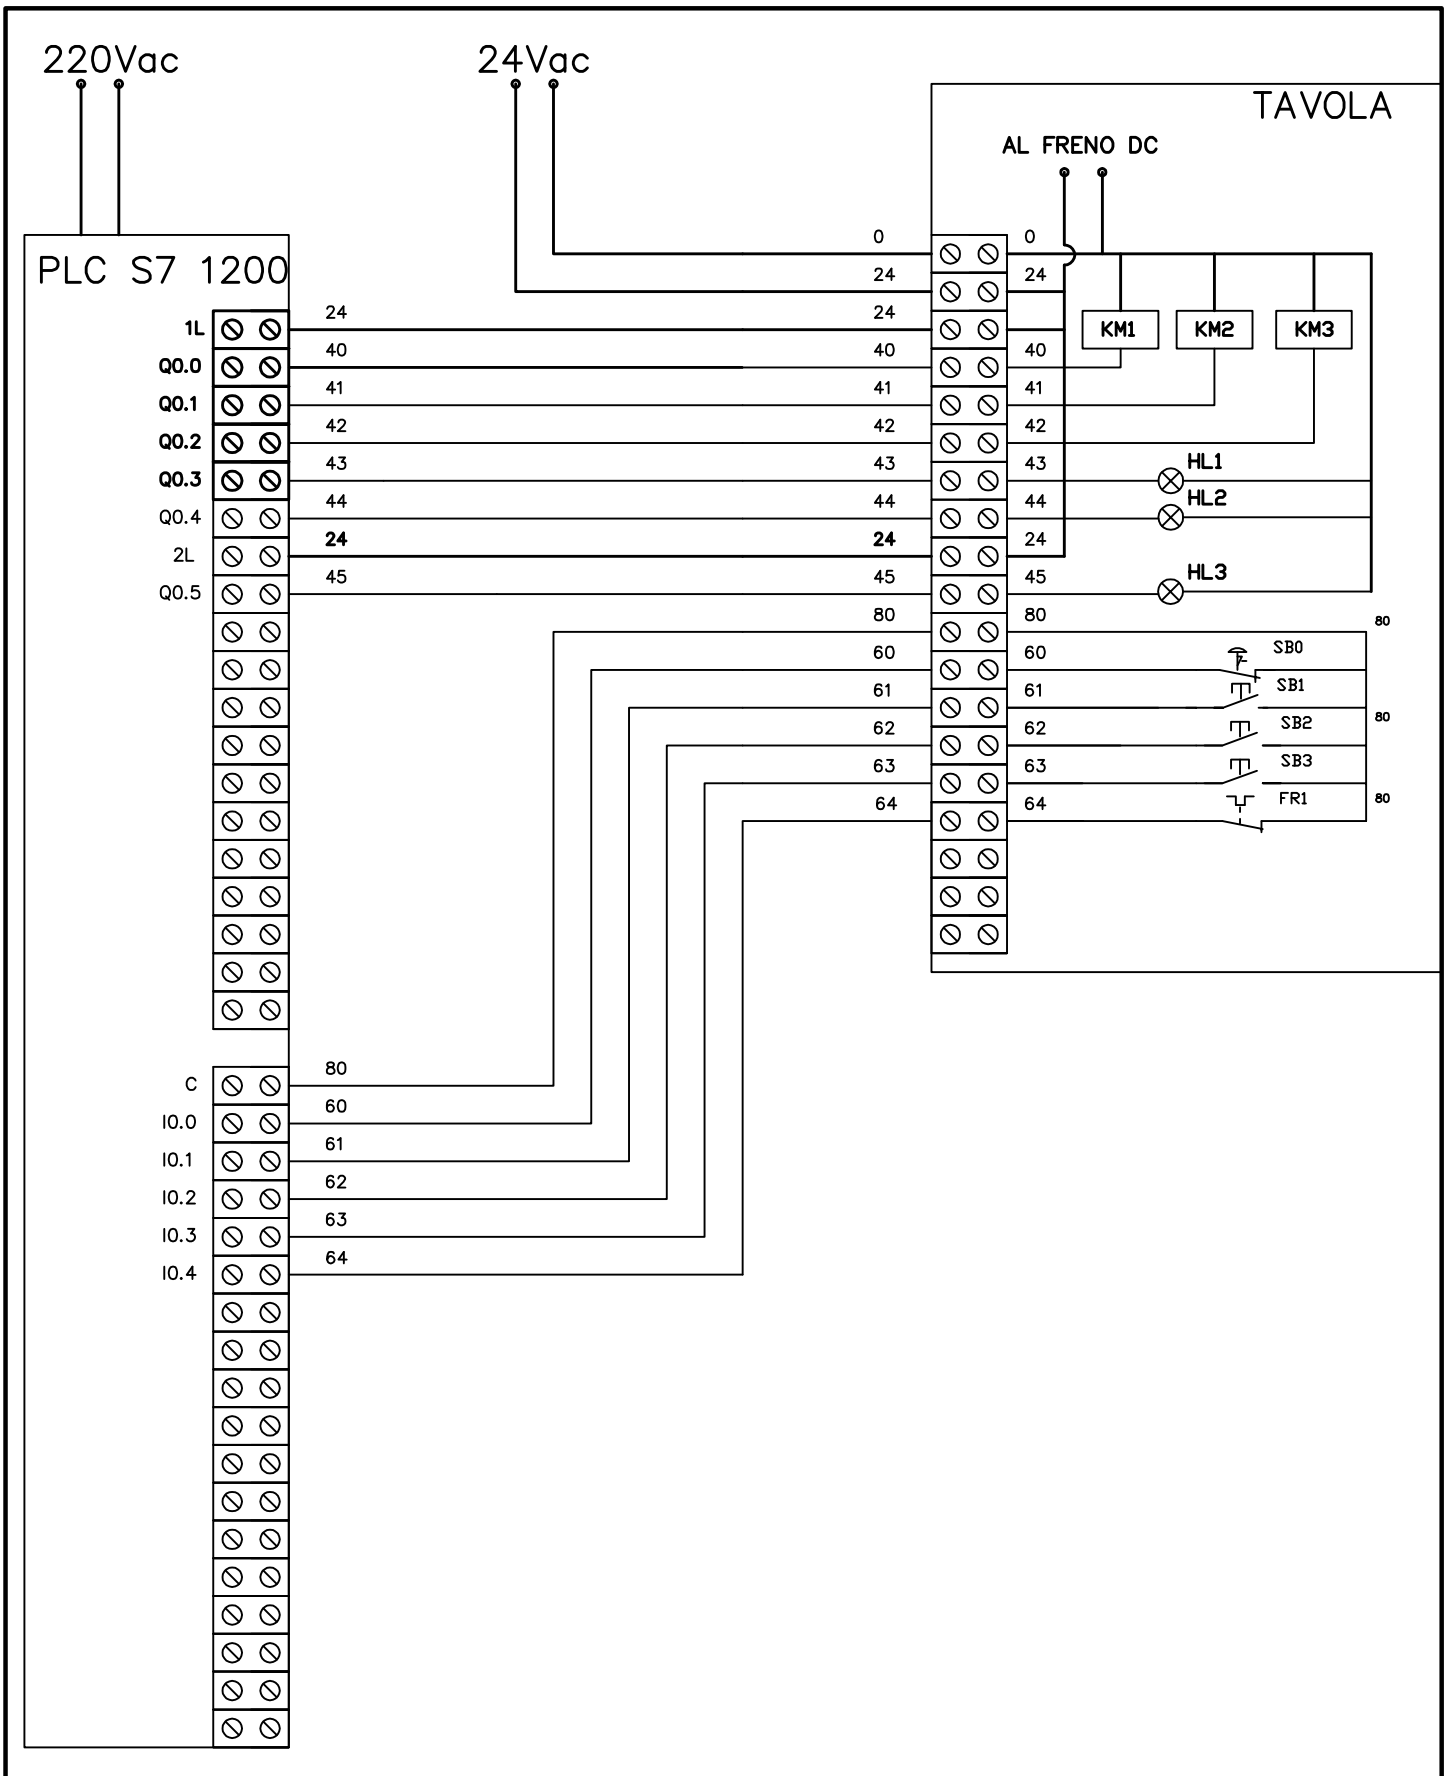 220Vac
24Vac
TAVOLA
AL FRENO DC
0 0
PLC S7 1200
24 24
1L 24 24
KM1 KM2 KM3
Q0.0 40 40 40
Q0.1 41 41 41
Q0.2 42 42 42
Q0.3 43 43 43 HL1
Q0.4 44 44 44 HL2
2L 24 24 24
Q0.5 45 45 45 HL3
80 80 80
60 60 SB0
61 61 SB1
62 62 SB2 80
63 63 SB3
64 64 FR1 80
C 80
I0.0 60
I0.1 61
I0.2 62
I0.3 63
I0.4 64